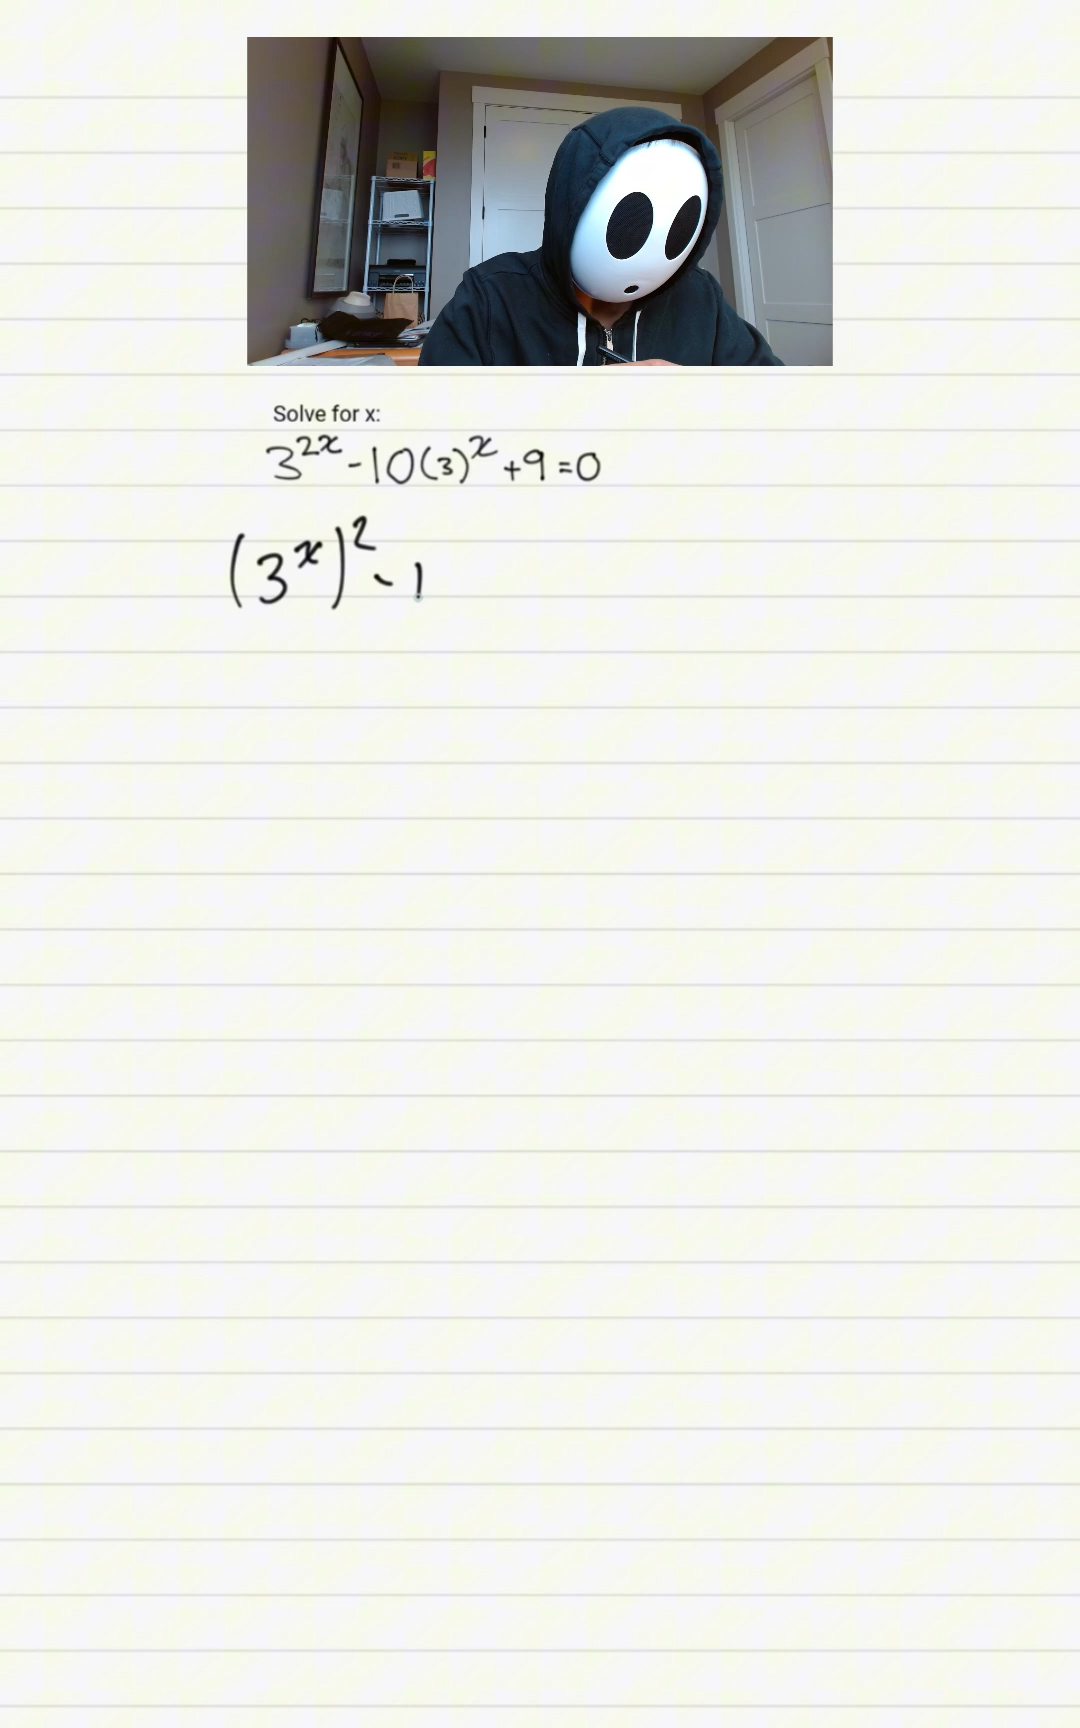 Solve for x:
3^{2x} - 10(3)^x + 9 = 0
(3^x)^2 - 1